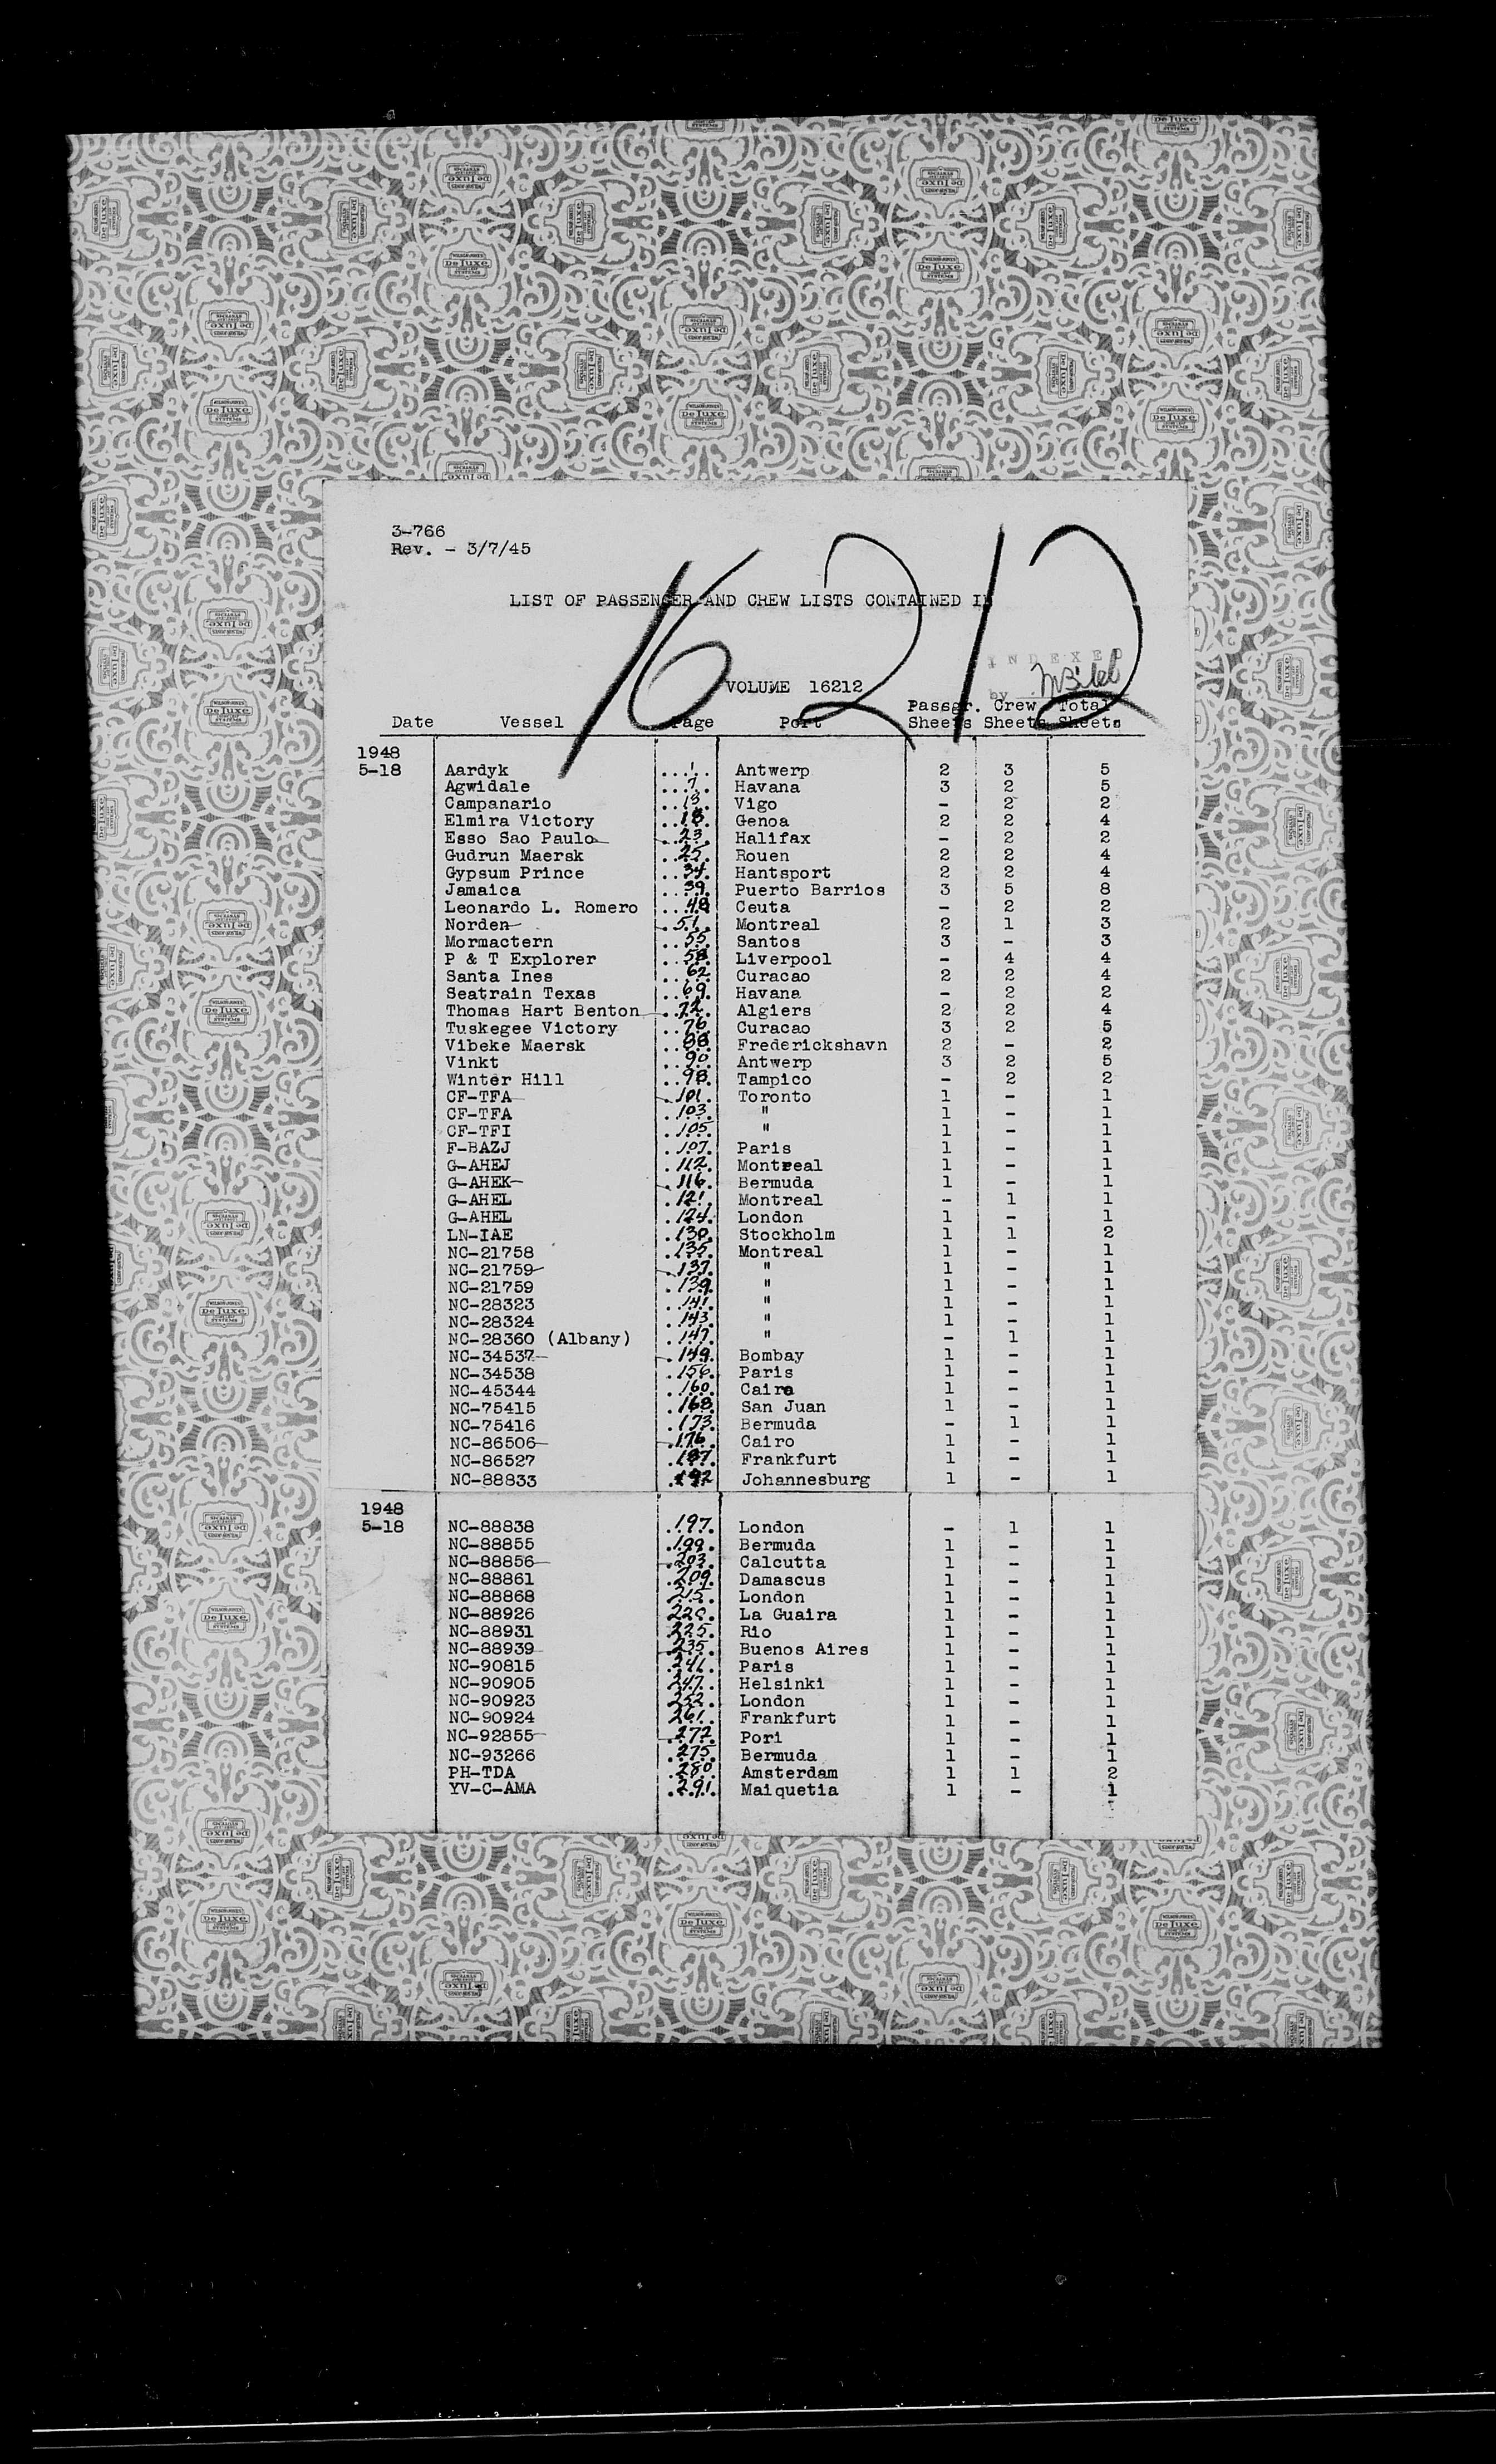 3-766
Rev. - 3/7/45
16212
LIST OF PASSENGER AND CREW LISTS CONTAINED IN
INDEXED
VOLUME 16212
by
Passgr. Crew Total
Date Vessel Page Port Sheets Sheets Sheets
1948
5-18 Aardyk ....1.. Antwerp 2 3 5
Agwidale ...7.. Havana 3 2 5
Campanario ...13. Vigo - 2 2
Elmira Victory ..18. Genoa 2 2 4
Esso Sao Paulo ..23. Halifax - 2 2
Gudrun Maersk ..25. Rouen 2 2 4
Gypsum Prince ..34. Hantsport 2 2 4
Jamaica ..39. Puerto Barrios 3 5 8
Leonardo L. Romero ...48 Ceuta - 2 2
Norden ..51. Montreal 2 1 3
Mormactern ..55. Santos 3 - 3
P & T Explorer ..58. Liverpool - 4 4
Santa Ines ...62 Curacao 2 2 4
Seatrain Texas ...69. Havana - 2 2
Thomas Hart Benton ..72. Algiers 2 2 4
Tuskegee Victory ..76 Curacao 3 2 5
Vibeke Maersk ..88. Frederickshavn 2 - 2
Vinkt ..90 Antwerp 3 2 5
Winter Hill ..98. Tampico - 2 2
CF-TFA .101. Toronto 1 - 1
CF-TFA .103. " 1 - 1
CF-TFI .105. " 1 - 1
F-BAZJ .107. Paris 1 - 1
G-AHEJ .112. Montreal 1 - 1
G-AHEK .116. Bermuda 1 - 1
G-AHEL .121. Montreal - 1 1
G-AHEL .124. London 1 - 1
LN-IAE .130. Stockholm 1 1 2
NC-21758 .135. Montreal 1 - 1
NC-21759 .137. " 1 - 1
NC-21759 .139. " 1 - 1
NC-28323 .141. " 1 - 1
NC-28324 .143. " 1 - 1
NC-28360 (Albany) .147. " - 1 1
NC-34537 .149. Bombay 1 - 1
NC-34538 .156. Paris 1 - 1
NC-45344 .160. Cairo 1 - 1
NC-75415 .168. San Juan 1 - 1
NC-75416 .173. Bermuda - 1 1
NC-86506 .176. Cairo 1 - 1
NC-86527 .187. Frankfurt 1 - 1
NC-88833 .192 Johannesburg 1 - 1
1948
5-18 NC-88838 .197. London - 1 1
NC-88855 .199. Bermuda 1 - 1
NC-88856 .203. Calcutta 1 - 1
NC-88861 .209. Damascus 1 - 1
NC-88868 .215. London 1 - 1
NC-88926 .220. La Guaira 1 - 1
NC-88931 .225. Rio 1 - 1
NC-88939 .235. Buenos Aires 1 - 1
NC-90815 .241. Paris 1 - 1
NC-90905 .247. Helsinki 1 - 1
NC-90923 .252. London 1 - 1
NC-90924 .261. Frankfurt 1 - 1
NC-92855 .272. Pori 1 - 1
NC-93266 .275. Bermuda 1 - 1
PH-TDA .280. Amsterdam 1 1 2
YV-C-AMA .291. Maiquetia 1 - 1